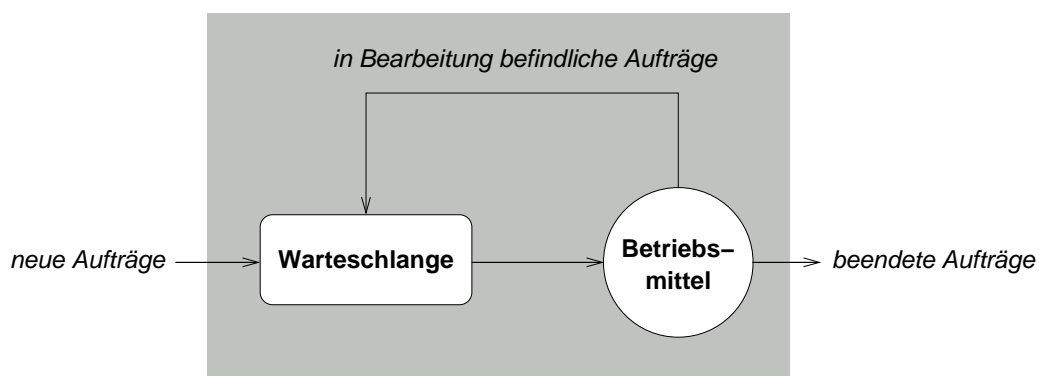 in Bearbeitung befindliche Aufträge
neue Aufträge
Warteschlange
Betriebs–
mittel
beendete Aufträge